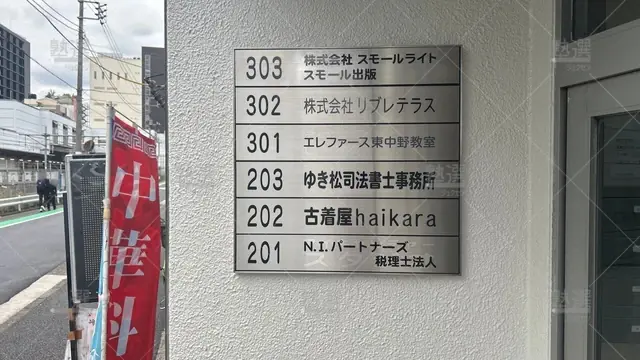 303 株式会社 スモールライト
スモール出版
302 株式会社 リブレテラス
301 エレファース東中野教室
203 ゆき松司法書士事務所
202 古着屋haikara
201 N.I.パートナーズ
税理士法人
中華料